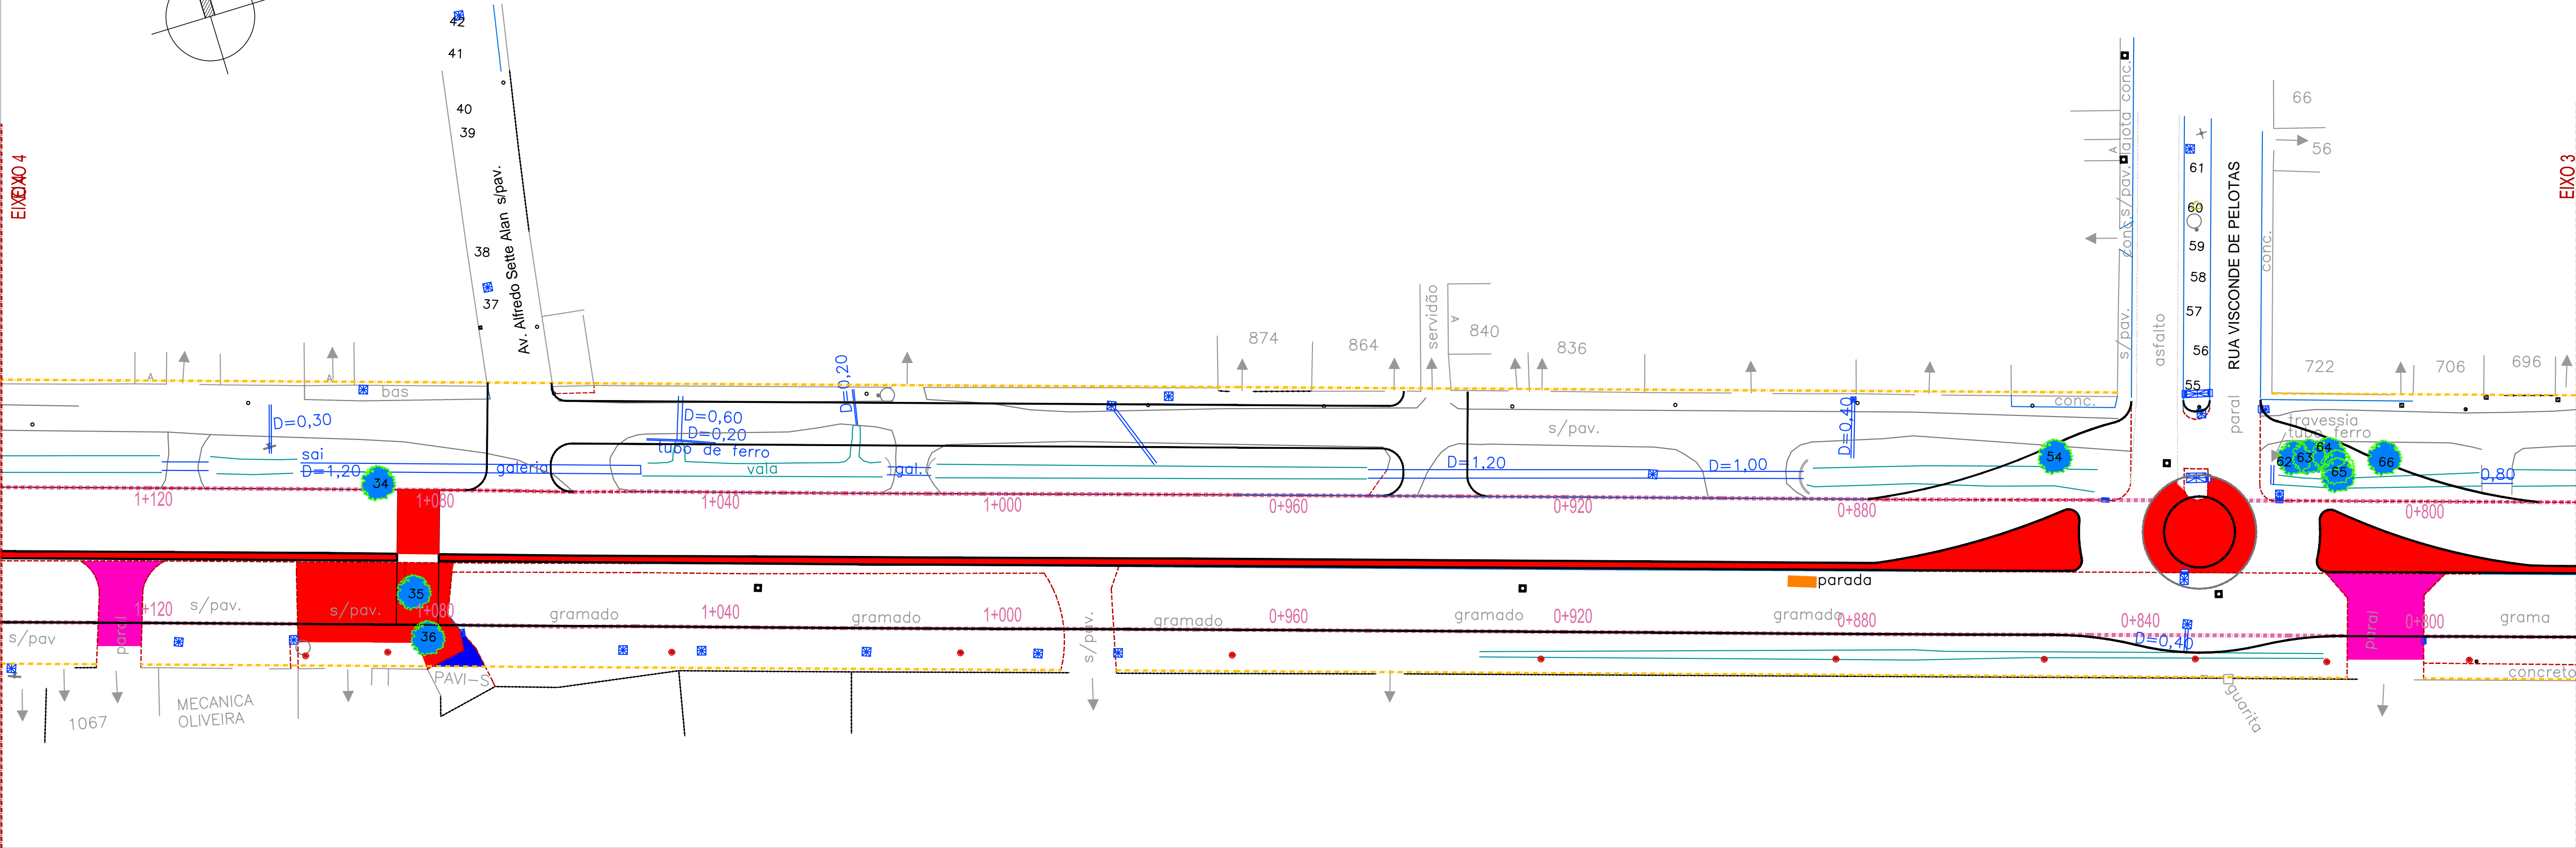 42
41
40
39
38
37
Av. Alfredo Sette Alan s/pav.
EIXO 4
EIXO 3
66
56
61
60
59
58
57
56
55
RUA VISCONDE DE PELOTAS
asfalto
paral
conc.
lajota conc.
s/pav.
conc.
s/pav.
s/pav.
A
A
A
A
servidão
874
864
840
836
722
706
696
bas
D=0,30
sai
D=1,20
galeria
D=0,60
D=0,20
tubo de ferro
vala
D=0,20
gal.
D=1,20
D=1,00
s/pav.
D=0,40
conc.
travessia
tubo ferro
0,80
34
54
62
63
64
65
66
1+120
1+080
1+040
1+000
0+960
0+920
0+880
0+800
parada
35
36
1+120
1+080
1+040
1+000
0+960
0+920
0+880
0+840
0+800
s/pav
paral
s/pav.
s/pav.
gramado
gramado
s/pav.
gramado
gramado
gramado
D=0,40
paral
grama
concreto
guarita
PAVI-S
MECANICA
OLIVEIRA
1067